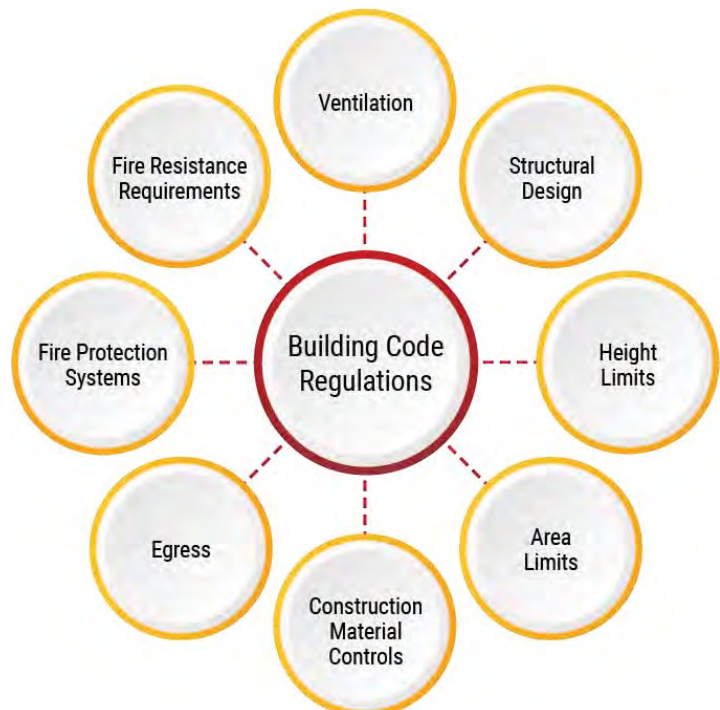 Ventilation
Structural
Design
Height
Limits
Area
Limits
Construction
Material
Controls
Egress
Fire Protection
Systems
Fire Resistance
Requirements
Building Code
Regulations